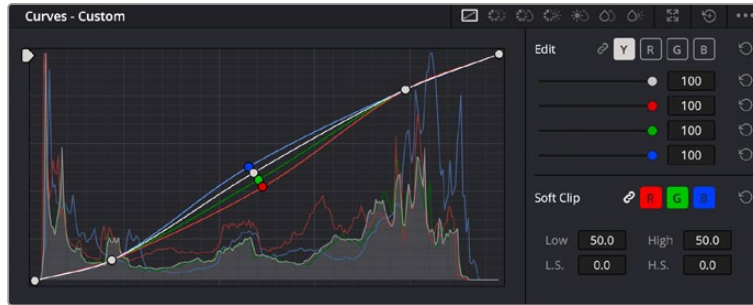 Curves - Custom
Edit Y R G B
100
100
100
100
Soft Clip R G B
Low 50.0 High 50.0
L.S. 0.0 H.S. 0.0